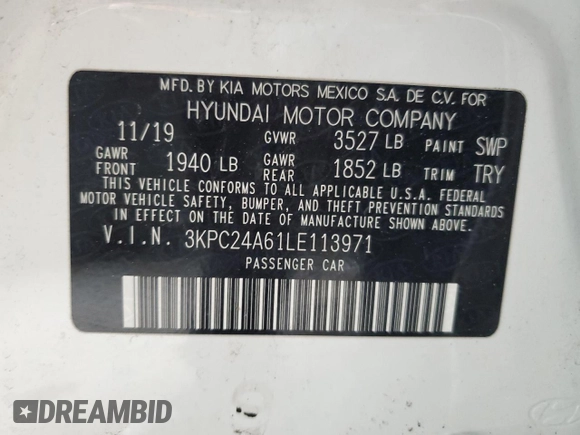 MFD. BY KIA MOTORS MEXICO S.A. DE C.V. FOR
HYUNDAI MOTOR COMPANY
11/19 GVWR 3527 LB PAINT SWP
GAWR FRONT 1940 LB GAWR REAR 1852 LB TRIM TRY
THIS VEHICLE CONFORMS TO ALL APPLICABLE U.S.A. FEDERAL
MOTOR VEHICLE SAFETY, BUMPER, AND THEFT PREVENTION STANDARDS
IN EFFECT ON THE DATE OF MANUFACTURE SHOWN ABOVE.
V.I.N. 3KPC24A61LE113971
PASSENGER CAR
DREAMBID